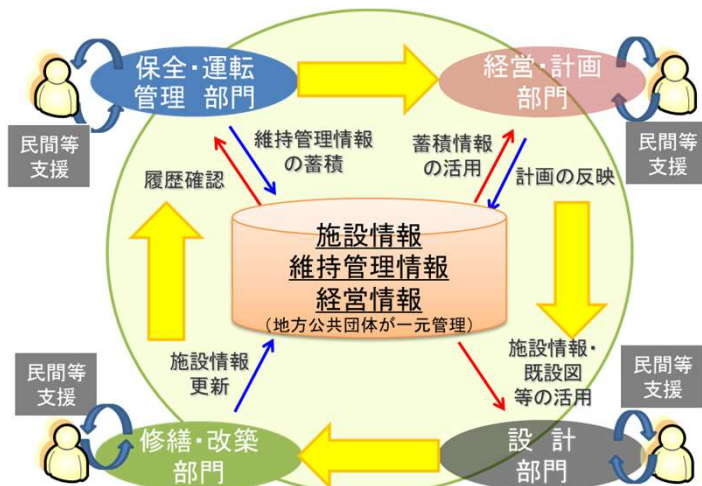 保全・運転
管理 部門
経営・計画
部門
民間等
支援
民間等
支援
維持管理情報
の蓄積
蓄積情報
の活用
履歴確認
計画の反映
施設情報
維持管理情報
経営情報
（地方公共団体が一元管理）
施設情報
更新
施設情報・
既設図
等の活用
民間等
支援
民間等
支援
修繕・改築
部門
設 計
部門